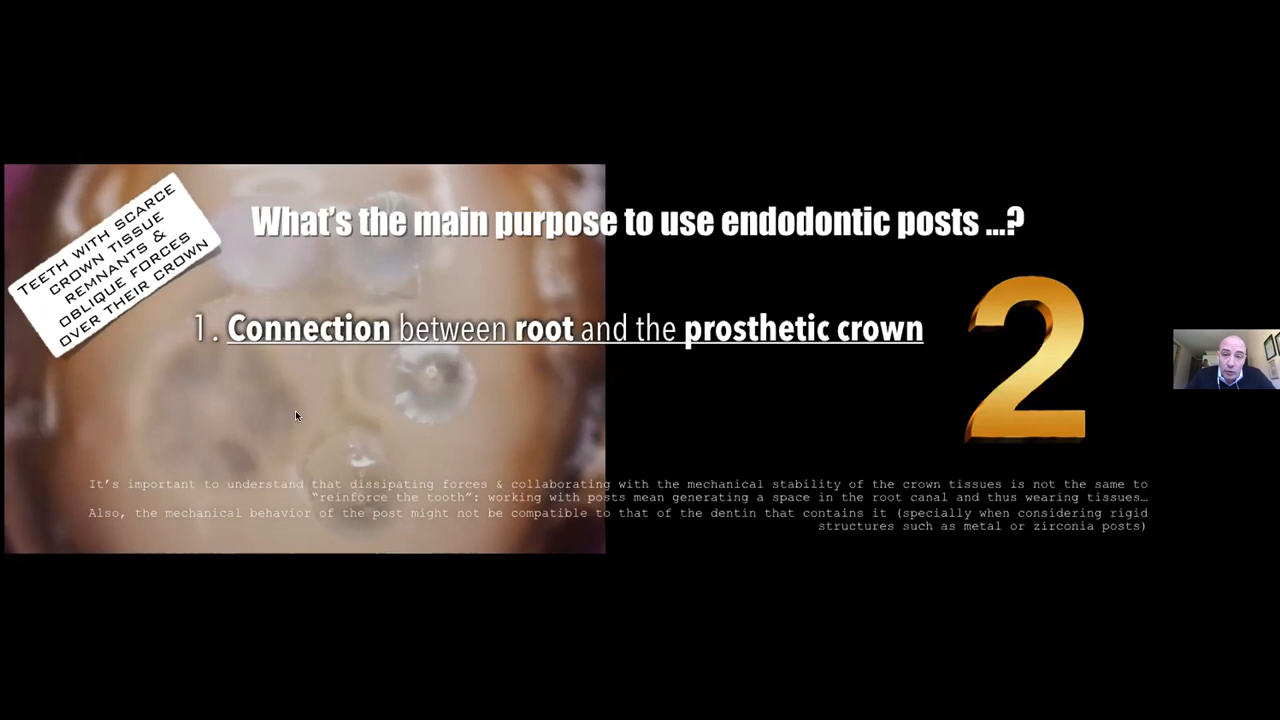 What's the main purpose to use endodontic posts ...?
TEETH WITH SCARCE
CROWN TISSUE
REMNANTS &
OBLIQUE FORCES
OVER THEIR CROWN
1. Connection between root and the prosthetic crown
2
It's important to understand that dissipating forces & collaborating with the mechanical stability of the crown tissues is not the same to
“reinforce the tooth”: working with posts mean generating a space in the root canal and thus wearing tissues…
Also, the mechanical behavior of the post might not be compatible to that of the dentin that contains it (specially when considering rigid
structures such as metal or zirconia posts)